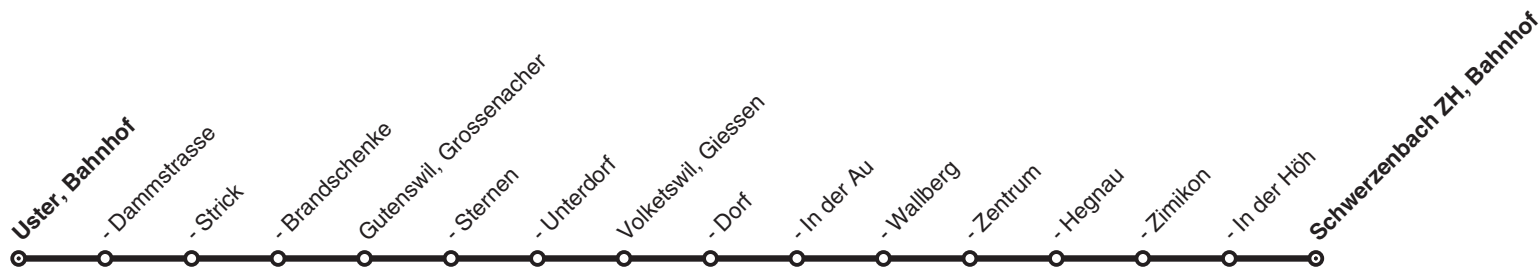 Uster, Bahnhof
- Dammstrasse
- Strick
- Brandschenke
Gutenswil, Grossenacher
- Sternen
- Unterdorf
Volketswil, Giessen
- Dorf
- In der Au
- Wallberg
- Zentrum
- Hegnau
- Zimikon
- In der Höh
Schwerzenbach ZH, Bahnhof